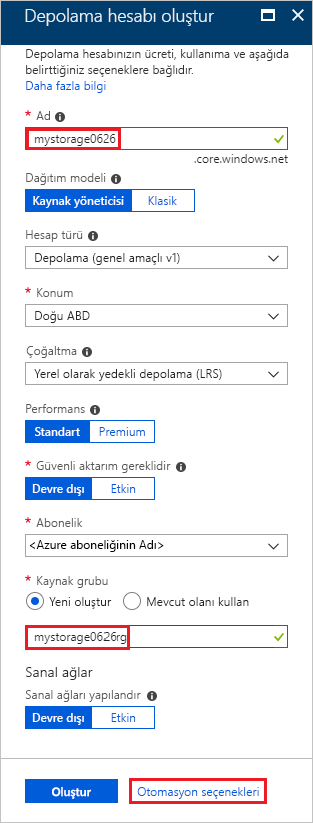 Depolama hesabı oluştur
Depolama hesabınızın ücreti, kullanıma ve aşağıda
belirttiğiniz seçeneklere bağlıdır.
Daha fazla bilgi
* Ad
mystorage0626
.core.windows.net
Dağıtım modeli
Kaynak yöneticisi Klasik
Hesap türü
Depolama (genel amaçlı v1)
* Konum
Doğu ABD
Çoğaltma
Yerel olarak yedekli depolama (LRS)
Performans
Standart Premium
* Güvenli aktarım gereklidir
Devre dışı Etkin
* Abonelik
<Azure aboneliğinin Adı>
* Kaynak grubu
Yeni oluştur Mevcut olanı kullan
mystorage0626rg
Sanal ağlar
Sanal ağları yapılandır
Devre dışı Etkin
Oluştur Otomasyon seçenekleri